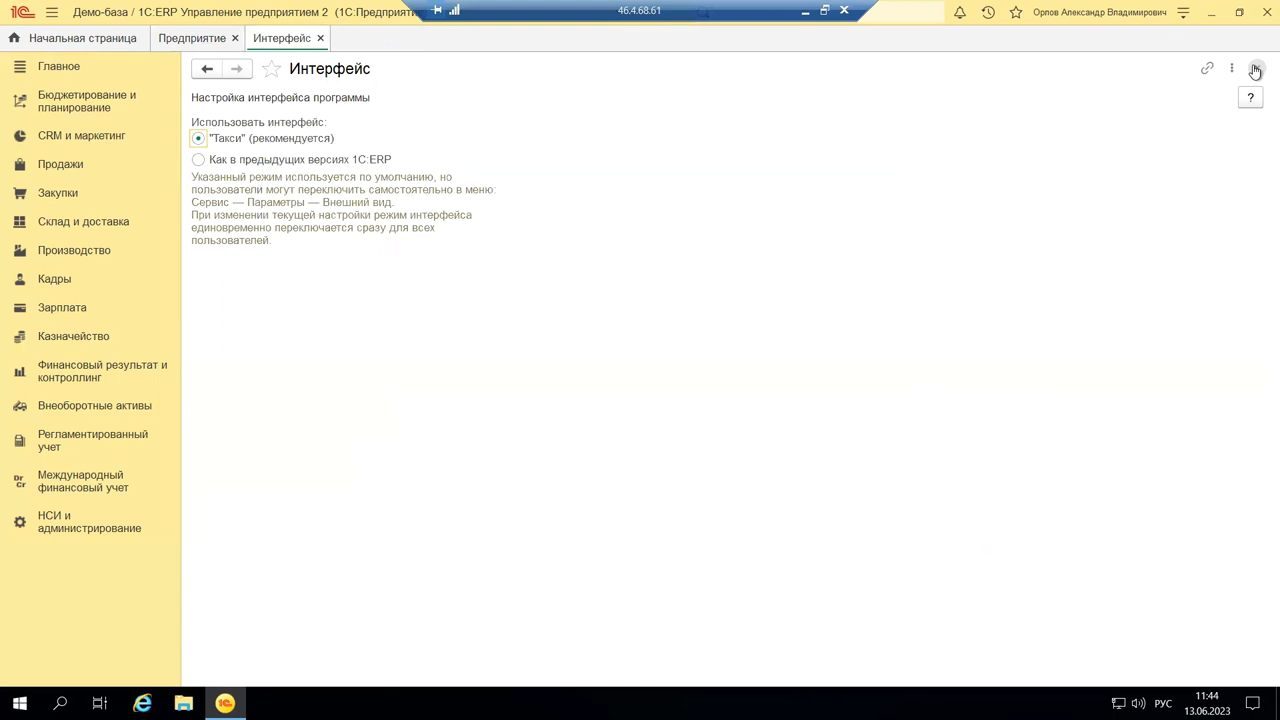 Демо-база / 1С:ERP Управление предприятием 2 (1С:Предприяти
46.4.68.61
Орлов Александр Владимирович
Начальная страница
Предприятие
Интерфейс
Главное
Бюджетирование и
планирование
CRM и маркетинг
Продажи
Закупки
Склад и доставка
Производство
Кадры
Зарплата
Казначейство
Финансовый результат и
контроллинг
Внеоборотные активы
Регламентированный
учет
Международный
финансовый учет
НСИ и
администрирование
Интерфейс
Настройка интерфейса программы
?
Использовать интерфейс:
"Такси" (рекомендуется)
Как в предыдущих версиях 1С:ERP
Указанный режим используется по умолчанию, но
пользователи могут переключить самостоятельно в меню:
Сервис — Параметры — Внешний вид.
При изменении текущей настройки режим интерфейса
единовременно переключается сразу для всех
пользователей.
РУС
11:44
13.06.2023